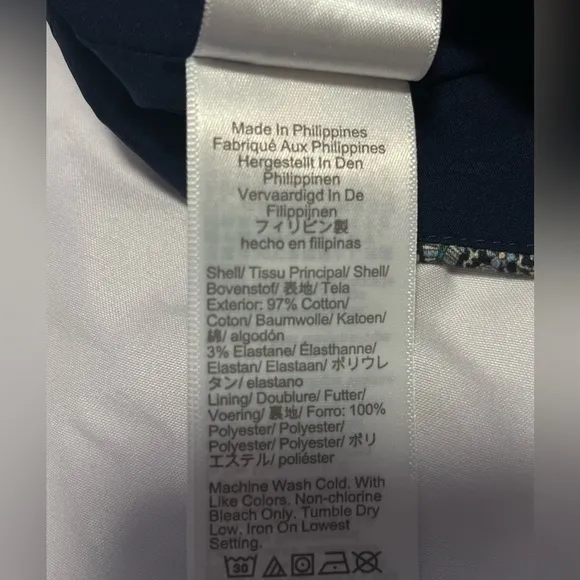 Made In Philippines
Fabriqué Aux Philippines
Hergestellt In Den
Philippinen
Vervaardigd In De
Filippijnen
フィリピン製
hecho en filipinas
Shell/ Tissu Principal/ Shell/
Bovenstof/ 表地/ Tela
Exterior: 97% Cotton/
Coton/ Baumwolle/ Katoen/
綿/ algodón
3% Elastane/ Élasthanne/
Elastan/ Elastaan/ ポリウレ
タン/ elastano
Lining/ Doublure/ Futter/
Voering/ 裏地/ Forro: 100%
Polyester/ Polyester/
Polyester/ Polyester/ ポリ
エステル/ poliéster
Machine Wash Cold. With
Like Colors. Non-chlorine
Bleach Only. Tumble Dry
Low. Iron On Lowest
Setting.
30